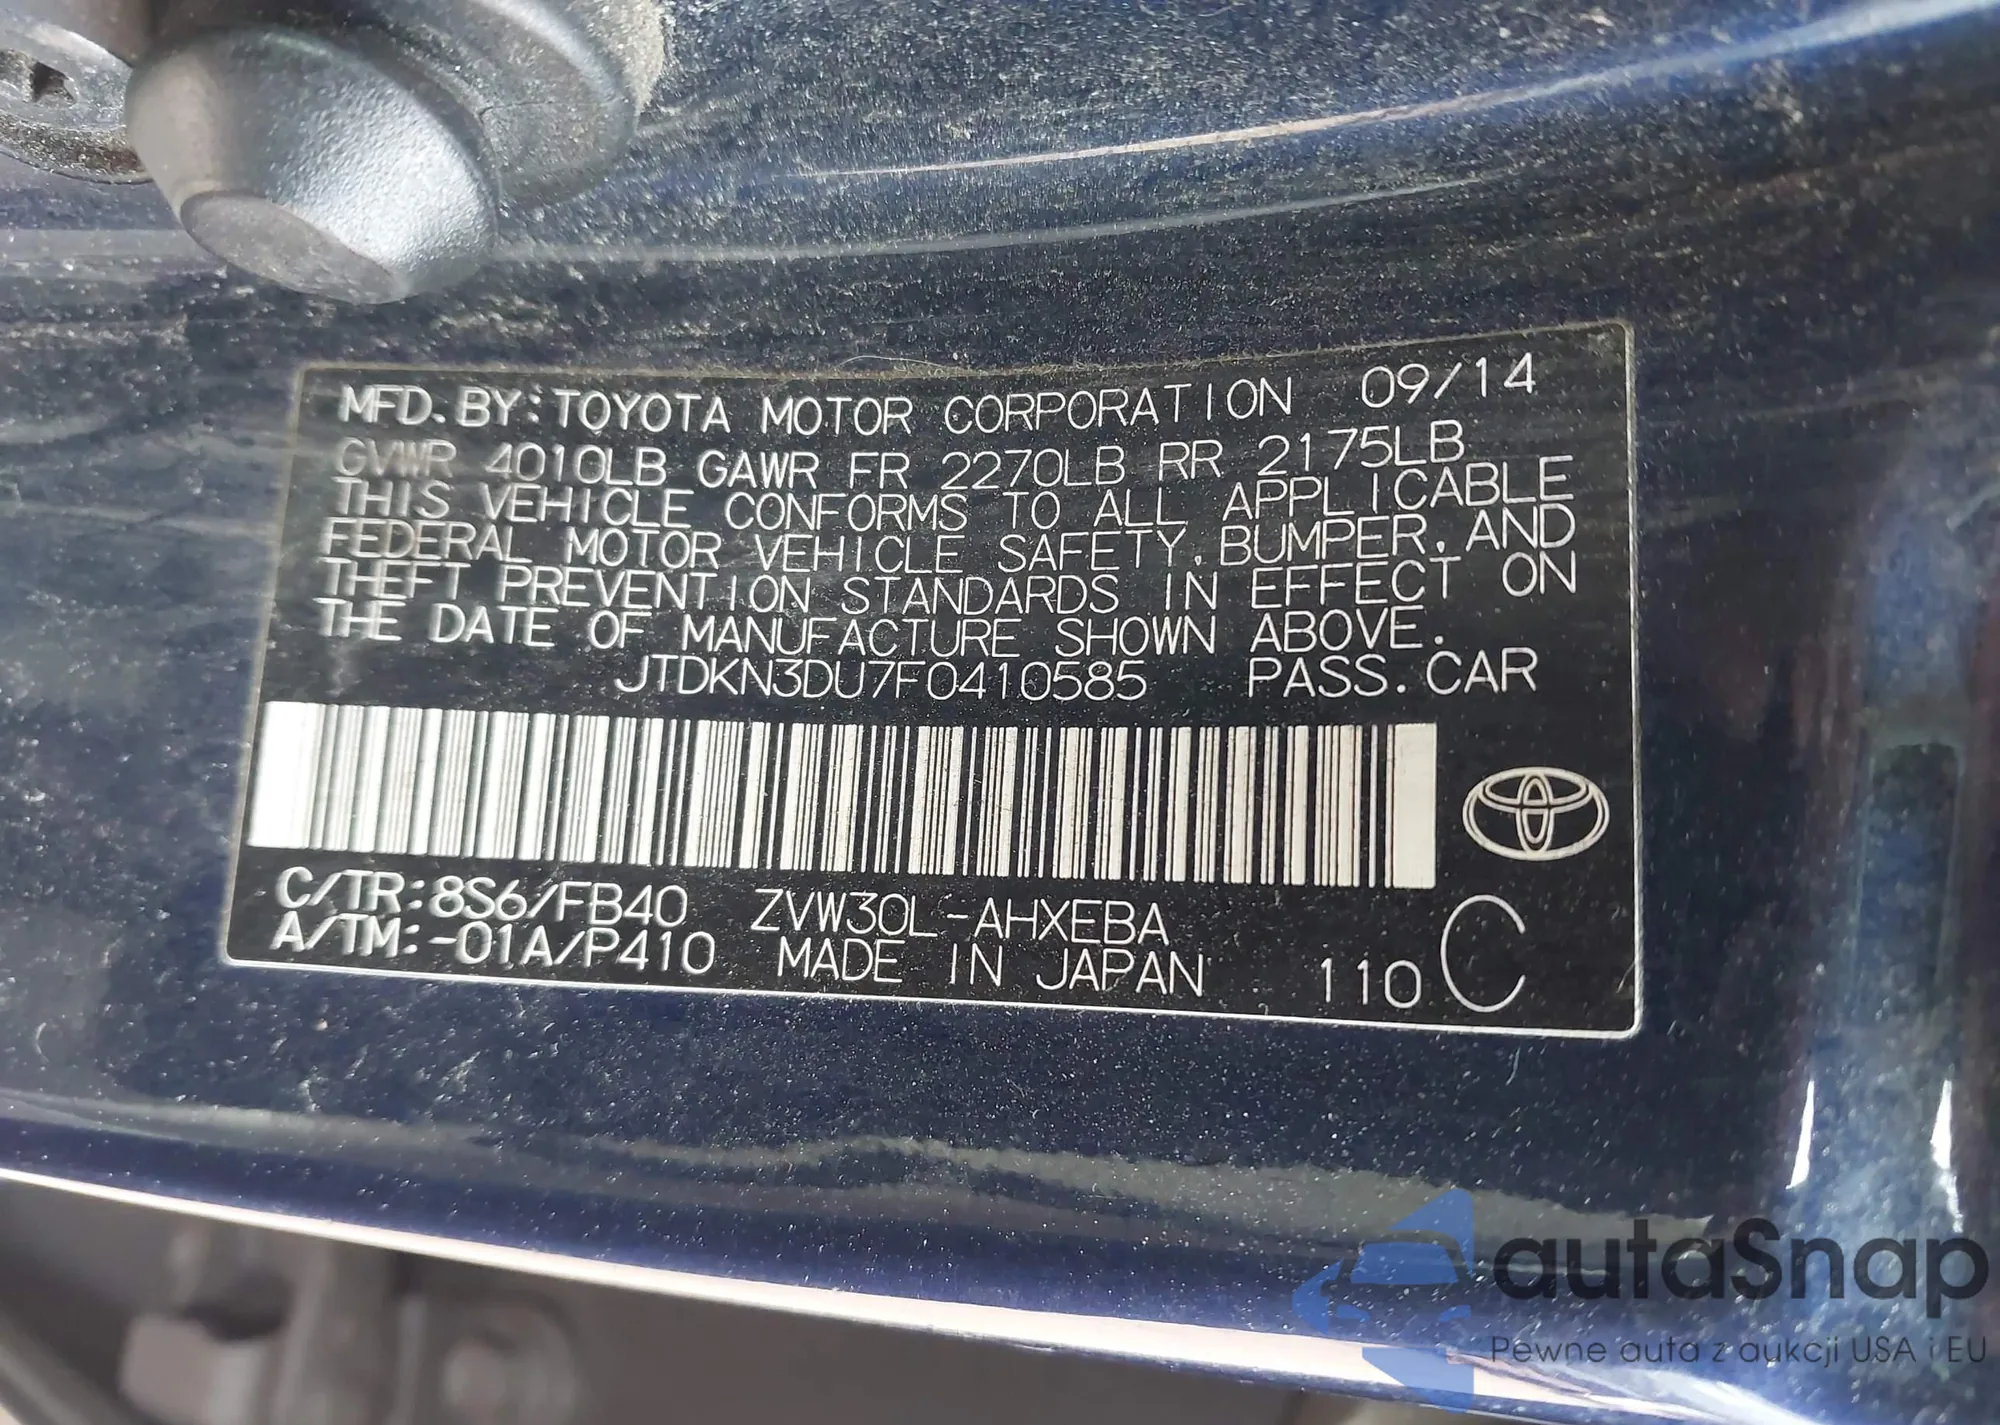 MFD. BY: TOYOTA MOTOR CORPORATION 09/14
GVWR 4010LB GAWR FR 2270LB RR 2175LB
THIS VEHICLE CONFORMS TO ALL APPLICABLE
FEDERAL MOTOR VEHICLE SAFETY, BUMPER, AND
THEFT PREVENTION STANDARDS IN EFFECT ON
THE DATE OF MANUFACTURE SHOWN ABOVE.
JTDKN3DU7F0410585 PASS. CAR
C/TR: 8S6/FB40 ZVW30L-AHXEBA
A/TM: -01A/P410 MADE IN JAPAN 110 C
autaSnap
Pewne auta z aukcji USA i EU